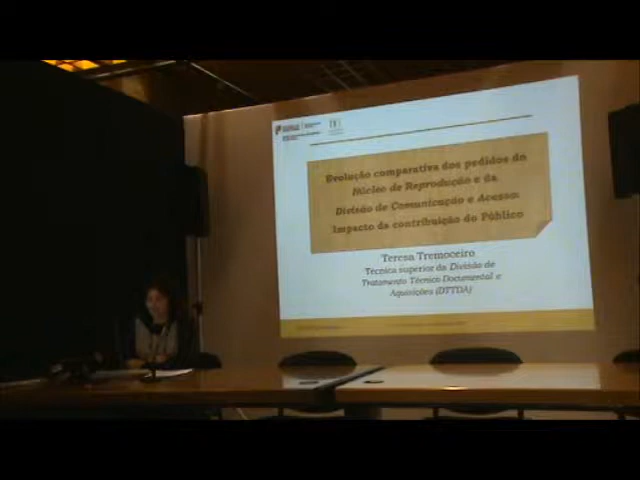 Evolução comparativa dos pedidos do
Núcleo de Reprodução e da
Divisão de Comunicação e Acesso:
Impacto da contribuição do Público
Teresa Tremoceiro
Técnica superior da Divisão de
Tratamento Técnico Documental e
Aquisições (DTTDA)